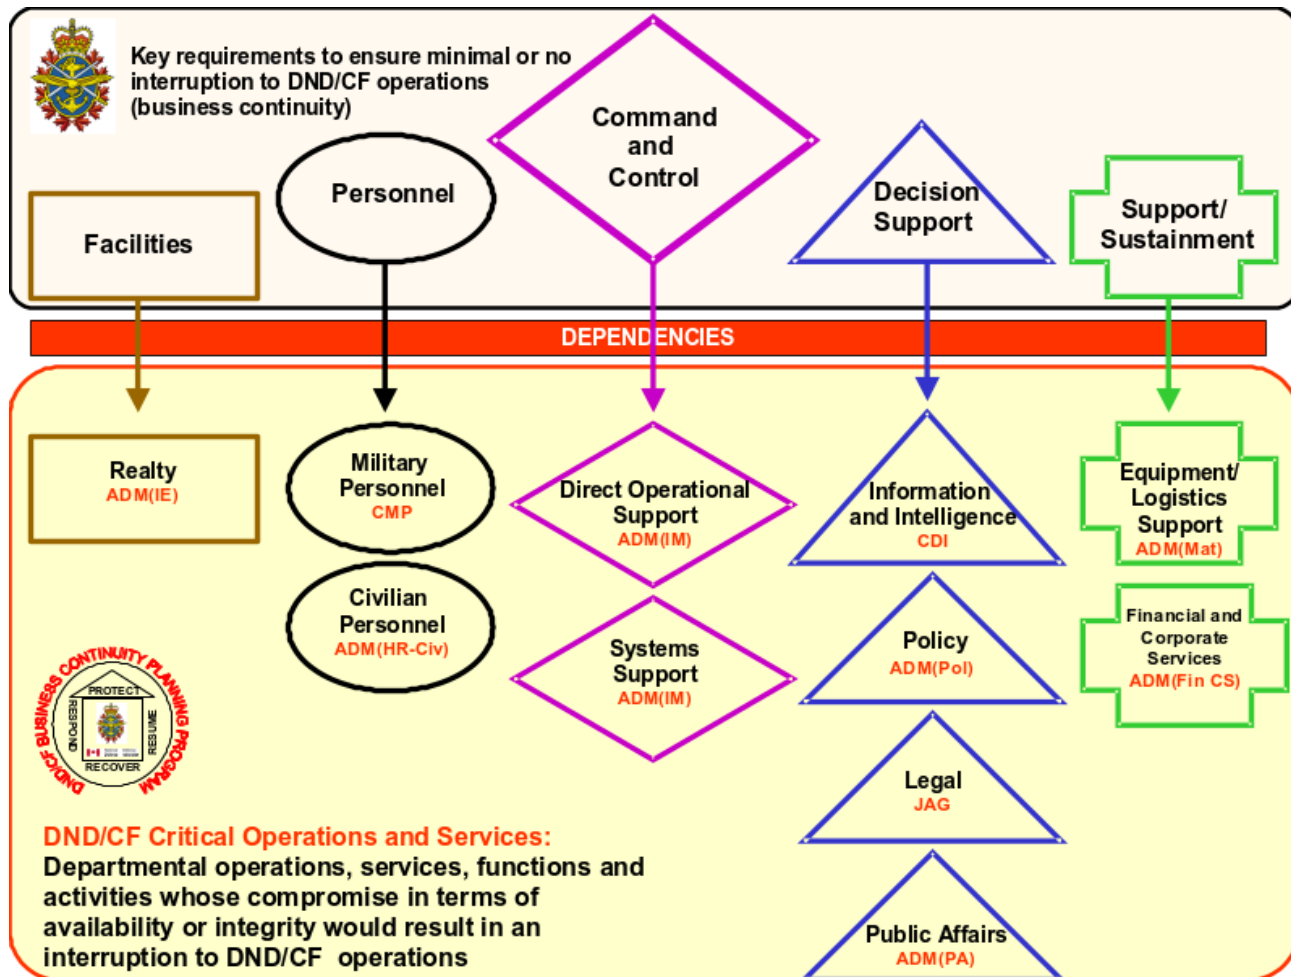 Key requirements to ensure minimal or no
interruption to DND/CF operations
(business continuity)
Facilities
Personnel
Command
and
Control
Decision
Support
Support/
Sustainment
DEPENDENCIES
Realty
ADM(IE)
Military
Personnel
CMP
Civilian
Personnel
ADM(HR-Civ)
Direct Operational
Support
ADM(IM)
Systems
Support
ADM(IM)
Information
and Intelligence
CDI
Policy
ADM(Pol)
Legal
JAG
Public Affairs
ADM(PA)
Equipment/
Logistics
Support
ADM(Mat)
Financial and
Corporate
Services
ADM(Fin CS)
DND/CF BUSINESS CONTINUITY PLANNING PROGRAM
PROTECT
RESPOND
RESUME
RECOVER
DND/CF Critical Operations and Services:
Departmental operations, services, functions and
activities whose compromise in terms of
availability or integrity would result in an
interruption to DND/CF operations